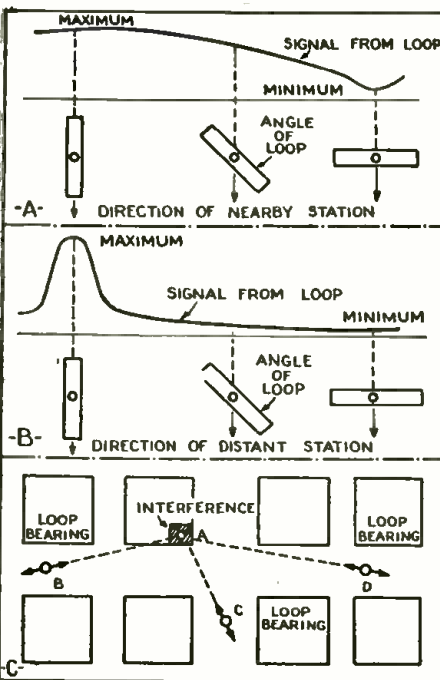 MAXIMUM
SIGNAL FROM LOOP
MINIMUM
ANGLE
OF
LOOP
-A-
DIRECTION OF NEARBY STATION
MAXIMUM
SIGNAL FROM LOOP
MINIMUM
ANGLE
OF
LOOP
-B-
DIRECTION OF DISTANT STATION
INTERFERENCE
LOOP
BEARING
A
LOOP
BEARING
B
D
C
LOOP
BEARING
-C-